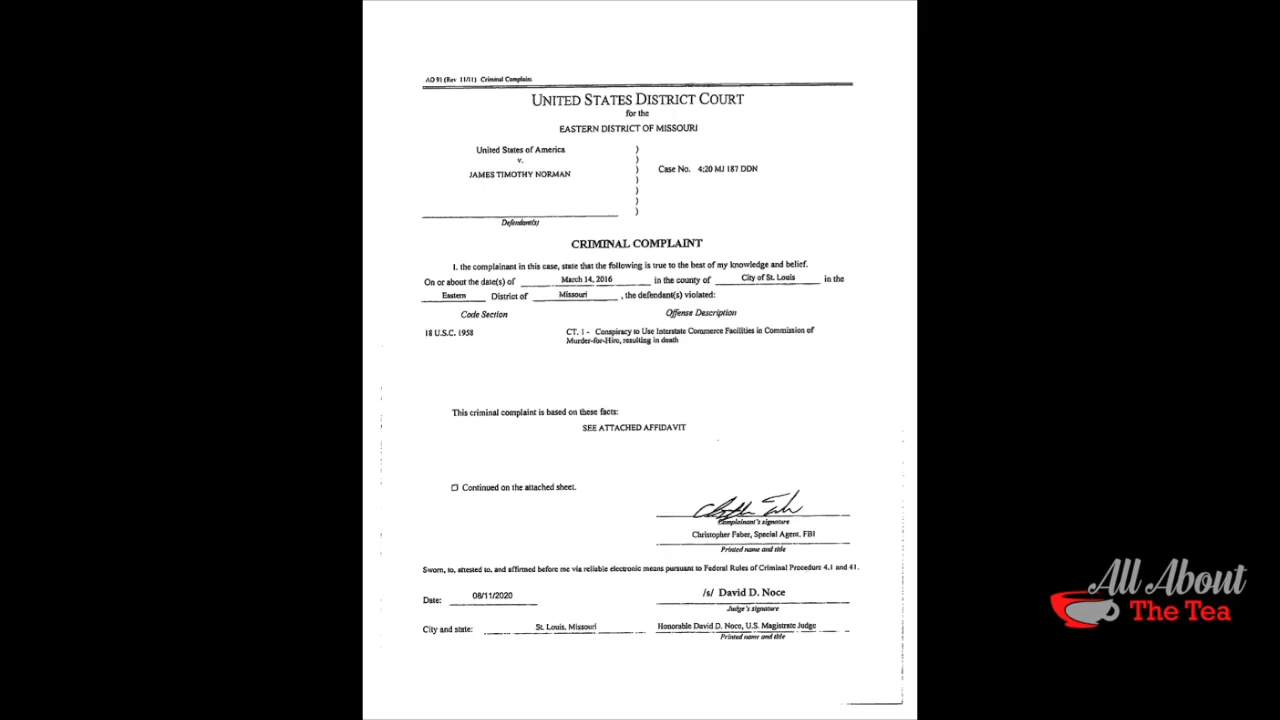 AO 91 (Rev 11/11) Criminal Complaint
UNITED STATES DISTRICT COURT
for the
EASTERN DISTRICT OF MISSOURI
United States of America
v.
JAMES TIMOTHY NORMAN
Defendant(s)
)
)
)
)
)
)
)
Case No. 4:20 MJ 187 DDN
CRIMINAL COMPLAINT
I, the complainant in this case, state that the following is true to the best of my knowledge and belief.
On or about the date(s) of March 14, 2016 in the county of City of St. Louis in the
Eastern District of Missouri , the defendant(s) violated:
Code Section Offense Description
18 U.S.C. 1958 CT. 1 - Conspiracy to Use Interstate Commerce Facilities in Commission of
Murder-for-Hire, resulting in death
This criminal complaint is based on these facts:
SEE ATTACHED AFFIDAVIT
Continued on the attached sheet.
Complainant's signature
Christopher Faber, Special Agent, FBI
Printed name and title
Sworn, to, attested to, and affirmed before me via reliable electronic means pursuant to Federal Rules of Criminal Procedure 4.1 and 41.
Date: 08/11/2020
/s/ David D. Noce
Judge's signature
City and state: St. Louis, Missouri
Honorable David D. Noce, U.S. Magistrate Judge
Printed name and title
All About
The Tea